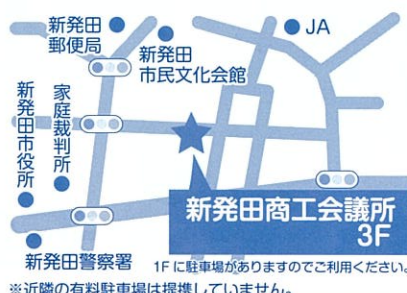 新発田
郵便局
新発田
市民文化会館
JA
新発田市役所
家庭裁判所
新発田商工会議所
3F
新発田警察署
1Fに駐車場がありますのでご利用ください。
※近隣の有料駐車場は提携していません。